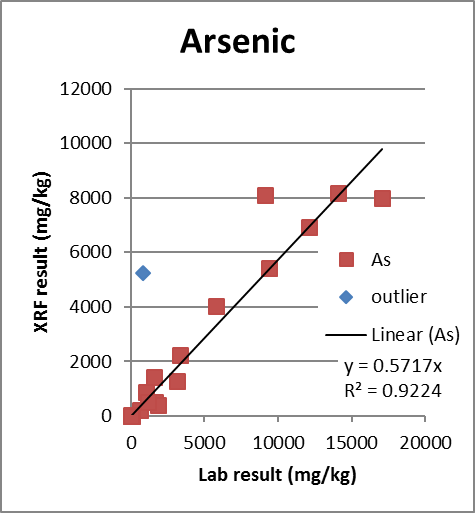 Arsenic
12000
10000
8000
6000
4000
2000
0
XRF result (mg/kg)
As
outlier
Linear (As)
y = 0.5717x
R² = 0.9224
0 5000 10000 15000 20000
Lab result (mg/kg)